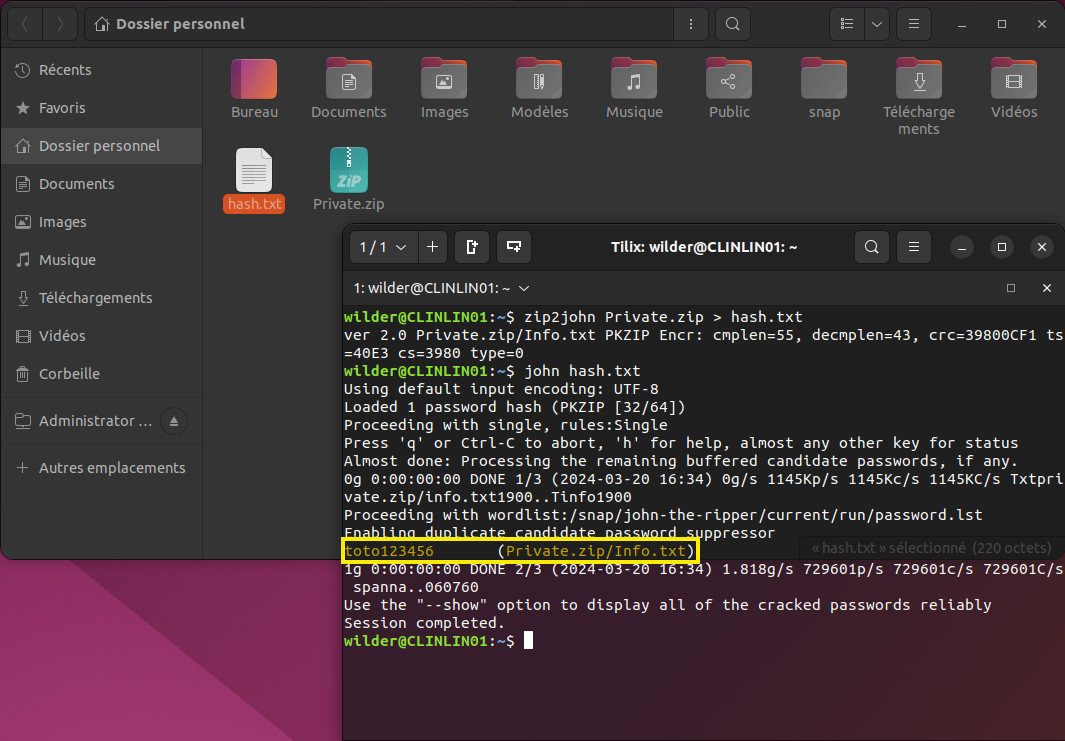 Dossier personnel
Récents
Favoris
Dossier personnel
Documents
Images
Musique
Téléchargements
Vidéos
Corbeille
Administrator ...
Autres emplacements
Bureau
Documents
Images
Modèles
Musique
Public
snap
Télécharge
ments
Vidéos
hash.txt
ZIP
Private.zip
1 / 1
Tilix: wilder@CLINLIN01: ~
1: wilder@CLINLIN01: ~
wilder@CLINLIN01:~$ zip2john Private.zip > hash.txt
ver 2.0 Private.zip/Info.txt PKZIP Encr: cmplen=55, decmplen=43, crc=39800CF1 ts
=40E3 cs=3980 type=0
wilder@CLINLIN01:~$ john hash.txt
Using default input encoding: UTF-8
Loaded 1 password hash (PKZIP [32/64])
Proceeding with single, rules:Single
Press 'q' or Ctrl-C to abort, 'h' for help, almost any other key for status
Almost done: Processing the remaining buffered candidate passwords, if any.
0g 0:00:00:00 DONE 1/3 (2024-03-20 16:34) 0g/s 1145Kp/s 1145Kc/s 1145KC/s Txtpri
vate.zip/info.txt1900..Tinfo1900
Proceeding with wordlist:/snap/john-the-ripper/current/run/password.lst
Enabling duplicate candidate password suppressor
toto123456 (Private.zip/Info.txt)
1g 0:00:00:00 DONE 2/3 (2024-03-20 16:34) 1.818g/s 729601p/s 729601c/s 729601C/s
spanna..060760
Use the "--show" option to display all of the cracked passwords reliably
Session completed.
wilder@CLINLIN01:~$
« hash.txt » sélectionné (220 octets)